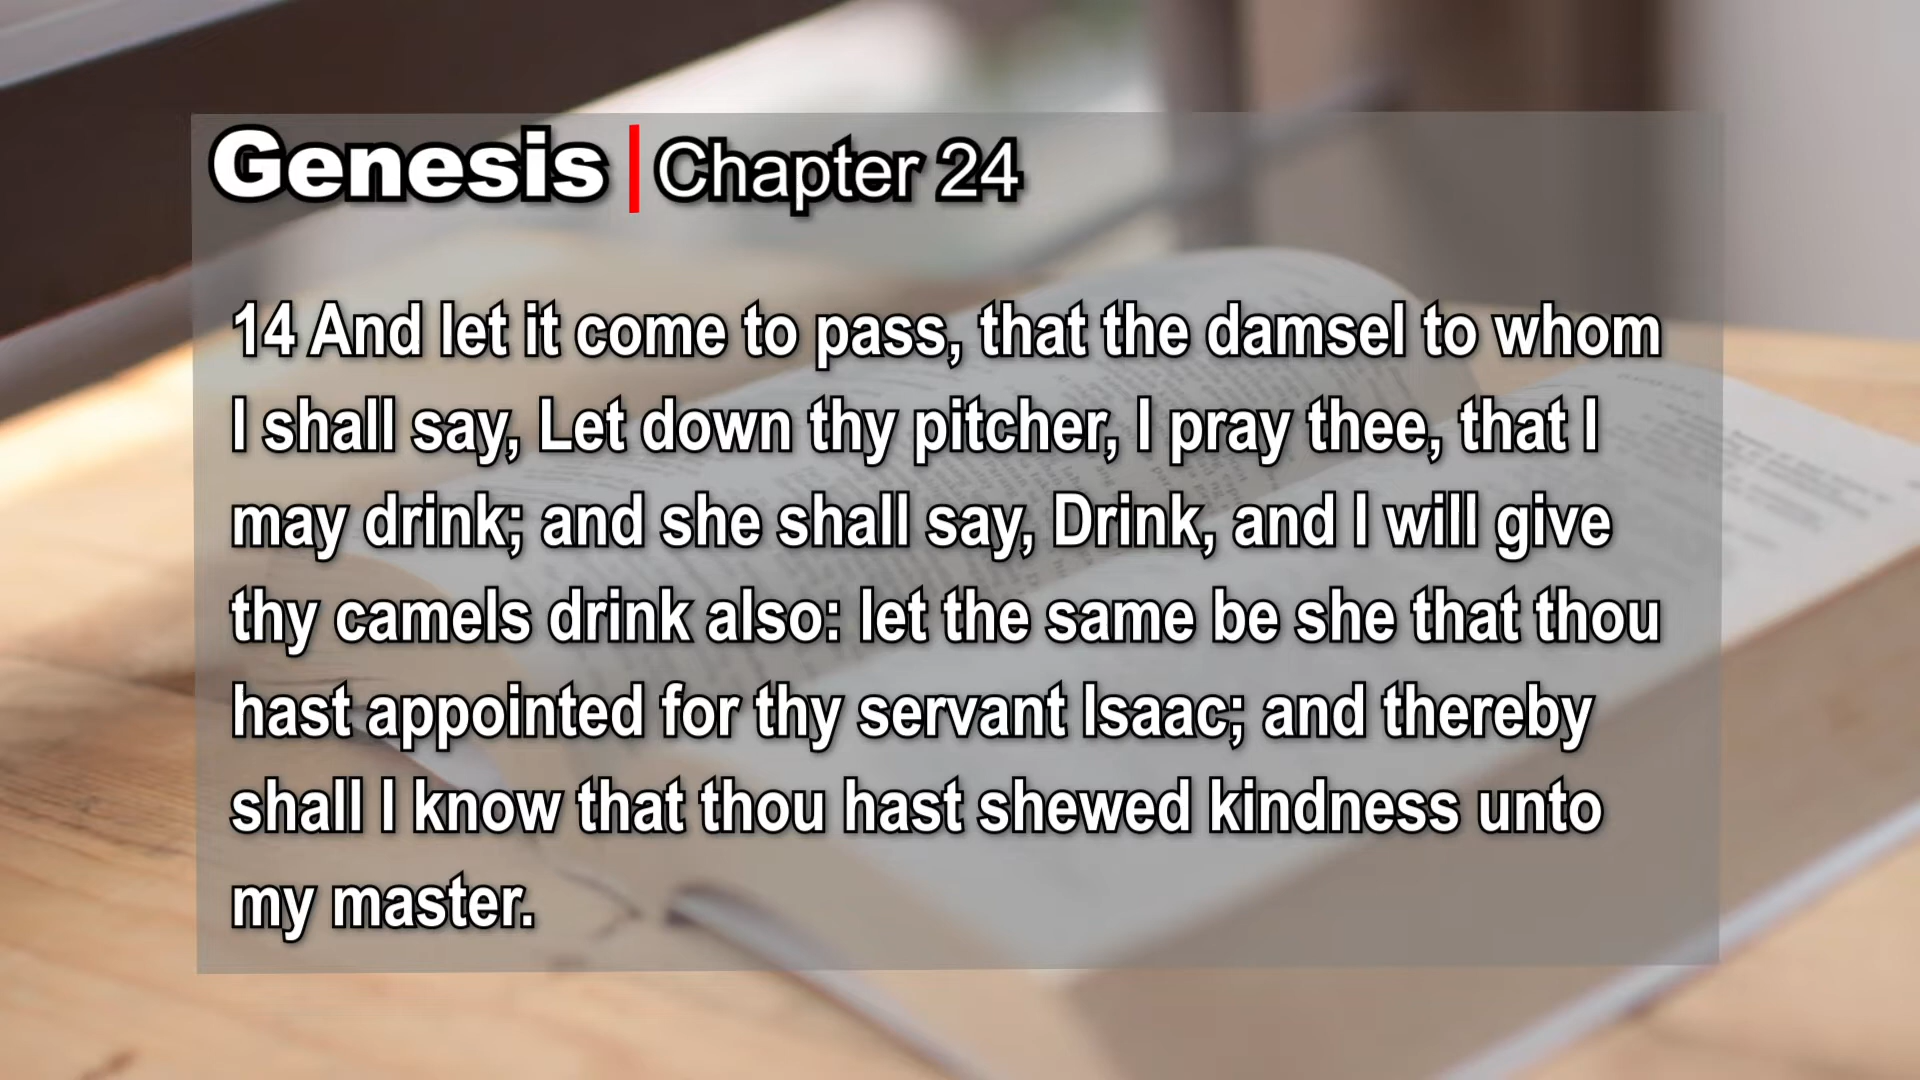 Genesis | Chapter 24
14 And let it come to pass, that the damsel to whom
I shall say, Let down thy pitcher, I pray thee, that I
may drink; and she shall say, Drink, and I will give
thy camels drink also: let the same be she that thou
hast appointed for thy servant Isaac; and thereby
shall I know that thou hast shewed kindness unto
my master.